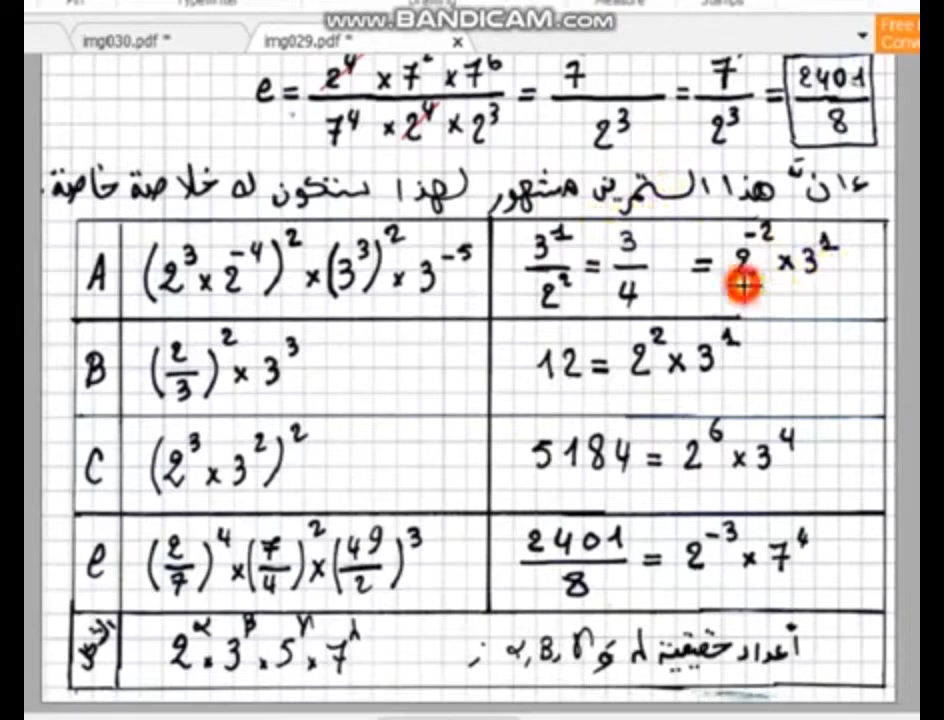 WWW.BANDICAM.COM
Free
Conve
img030.pdf * img029.pdf * x
e = (2⁴ × 7² × 7⁶)/(7⁴ × 2⁴ × 2³) = 7/2³ = 7/2³ = 2401/8
هذا التمرين مشهور لهذا ستكون له خلاصة خاصة.
A (2³ × 2⁻⁴)² × (3³)² × 3⁻⁵ 3¹/2² = 3/4 = 2⁻² × 3¹
B (2/3)² × 3³ 12 = 2² × 3¹
C (2³ × 3²)² 5184 = 2⁶ × 3⁴
e (2/7)⁴ × (7/4)² × (49/2)³ 2401/8 = 2⁻³ × 7⁴
2^α × 3^β × 5^γ × 7^λ ; α, β, γ و λ أعداد حقيقية